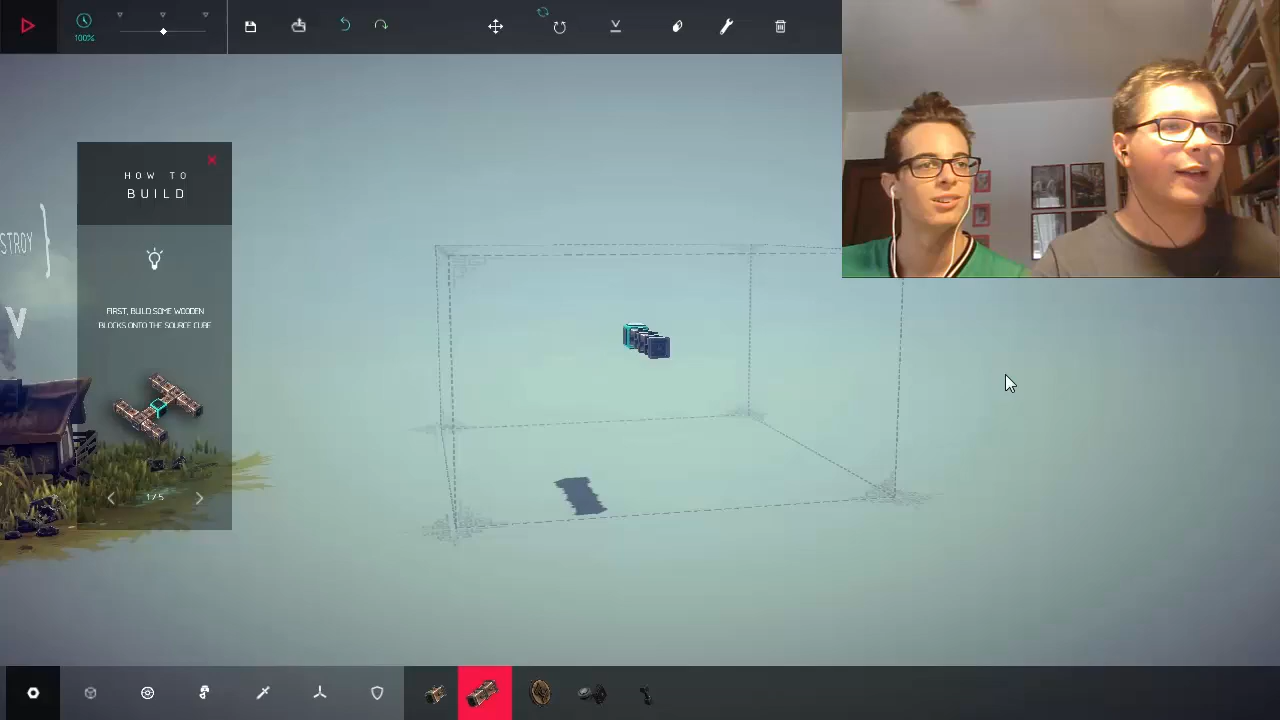 100%
HOW TO
BUILD
STROY
V
FIRST, BUILD SOME WOODEN
BLOCKS ONTO THE SOURCE CUBE
1/5